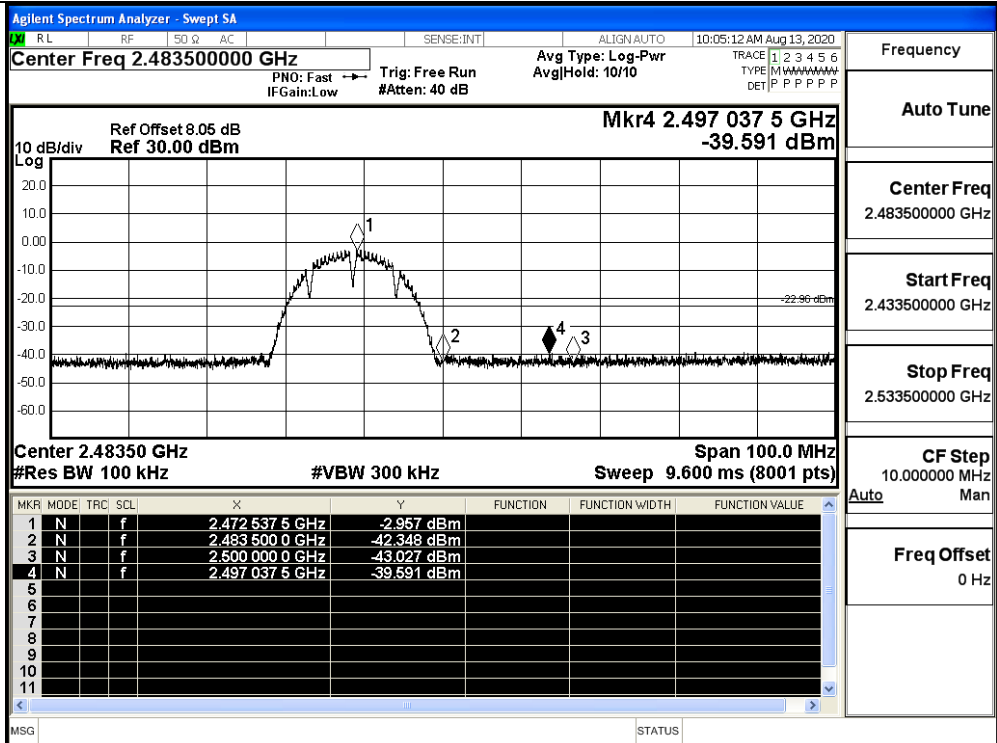 Agilent Spectrum Analyzer - Swept SA
LXI RL RF 50 Ω AC SENSE:INT ALIGN AUTO 10:05:12 AM Aug 13, 2020
Center Freq 2.483500000 GHz
PNO: Fast
IFGain:Low
Trig: Free Run
#Atten: 40 dB
Avg Type: Log-Pwr
Avg|Hold: 10/10
TRACE 1 2 3 4 5 6
TYPE M WWWWW
DET P P P P P P
Ref Offset 8.05 dB
10 dB/div Ref 30.00 dBm
Log
Mkr4 2.497 037 5 GHz
-39.591 dBm
20.0
10.0
0.00
-10.0
-20.0
-30.0
-40.0
-50.0
-60.0
1
2
4
3
-22.96 dBm
Center 2.48350 GHz Span 100.0 MHz
#Res BW 100 kHz #VBW 300 kHz Sweep 9.600 ms (8001 pts)
MKR MODE TRC SCL X Y FUNCTION FUNCTION WIDTH FUNCTION VALUE
1 N f 2.472 537 5 GHz -2.957 dBm
2 N f 2.483 500 0 GHz -42.348 dBm
3 N f 2.500 000 0 GHz -43.027 dBm
4 N f 2.497 037 5 GHz -39.591 dBm
5
6
7
8
9
10
11
MSG STATUS
Frequency
Auto Tune
Center Freq
2.483500000 GHz
Start Freq
2.433500000 GHz
Stop Freq
2.533500000 GHz
CF Step
10.000000 MHz
Auto Man
Freq Offset
0 Hz